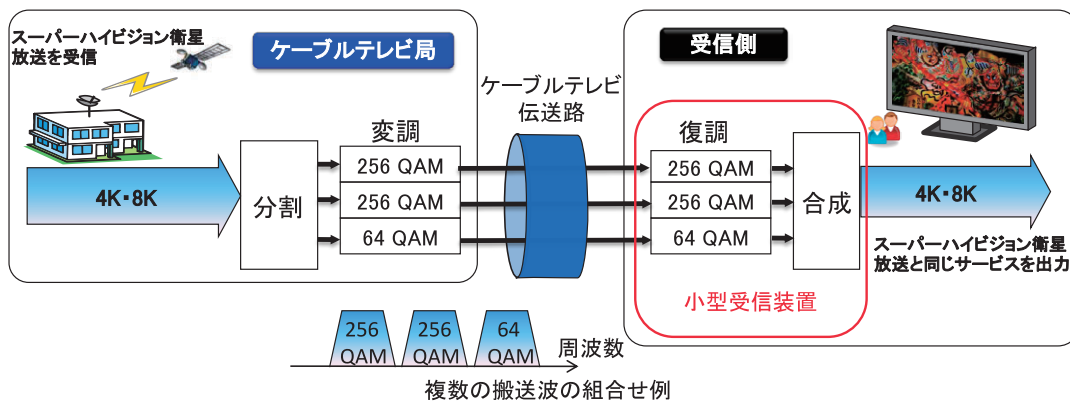 スーパーハイビジョン衛星
放送を受信
ケーブルテレビ局
4K・8K
分割
変調
256 QAM
256 QAM
64 QAM
ケーブルテレビ
伝送路
受信側
復調
256 QAM
256 QAM
64 QAM
合成
小型受信装置
4K・8K
スーパーハイビジョン衛星
放送と同じサービスを出力
256
QAM
256
QAM
64
QAM
周波数
複数の搬送波の組合せ例